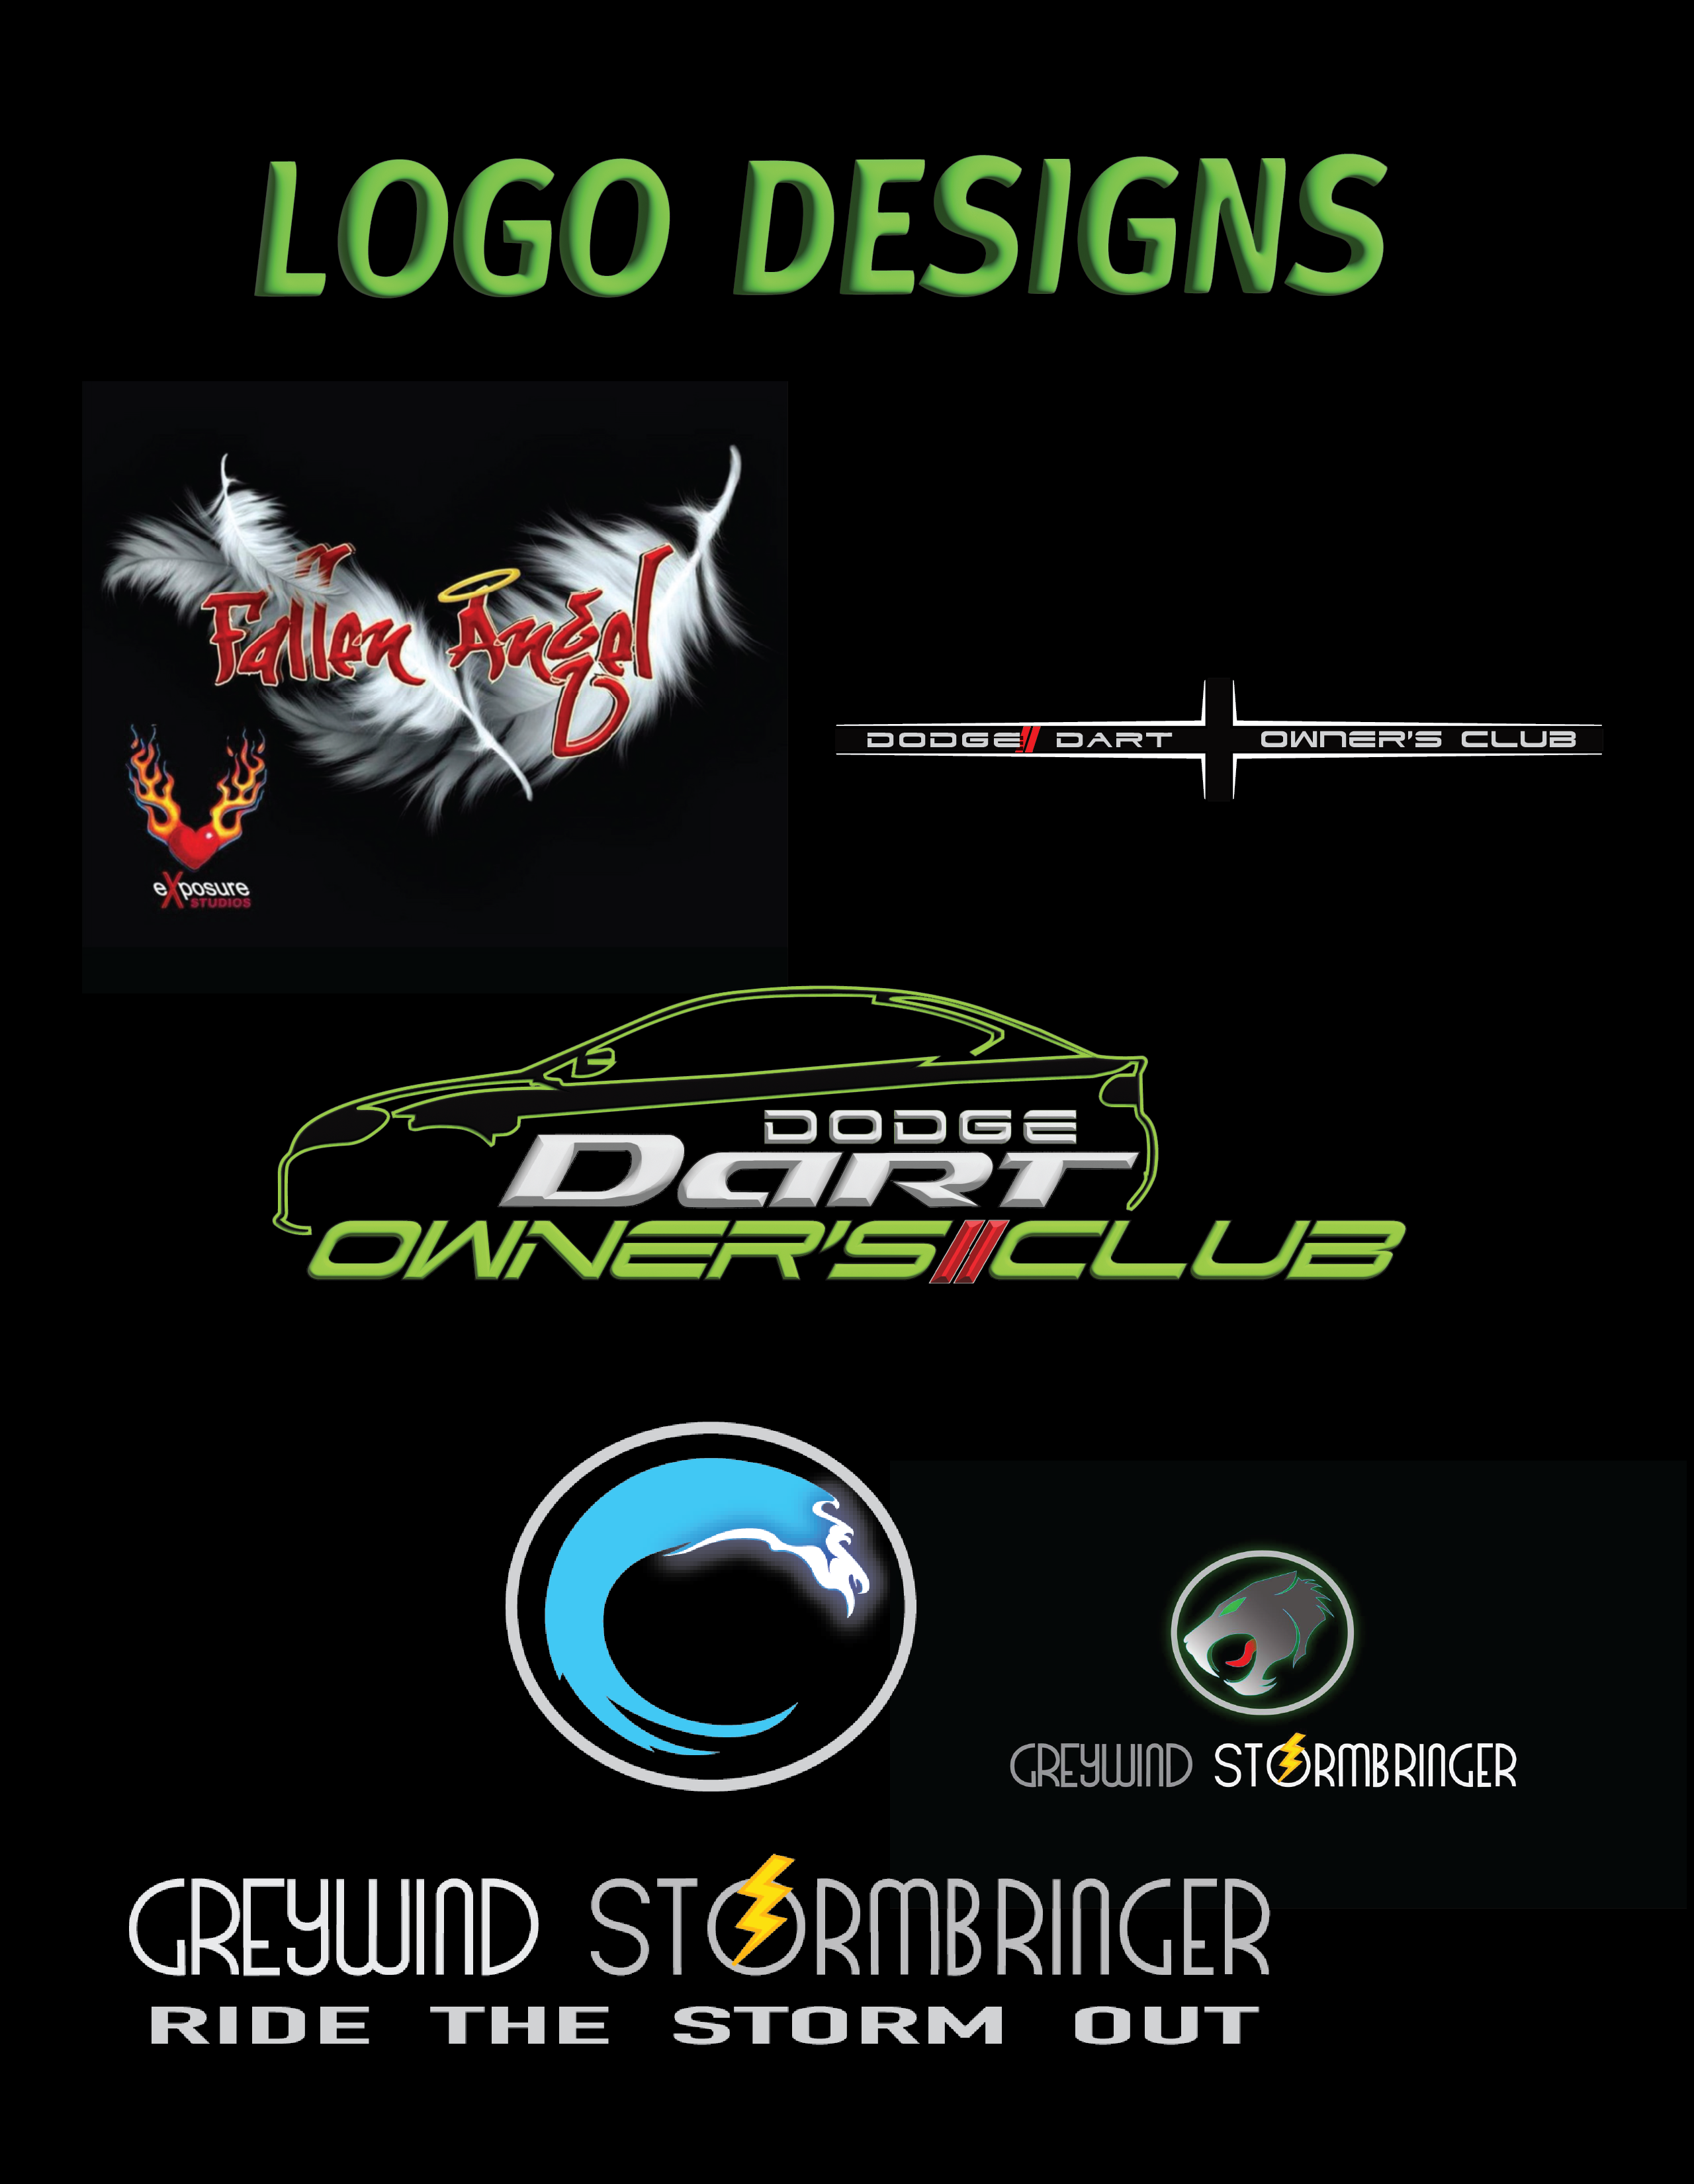 LOGO DESIGNS
Fallen Angel
eXposure
STUDIOS
DODGE// DART OWNER'S CLUB
DODGE
DART
OWNER'S//CLUB
GREYWIND STORMBRINGER
GREYWIND STORMBRINGER
RIDE THE STORM OUT